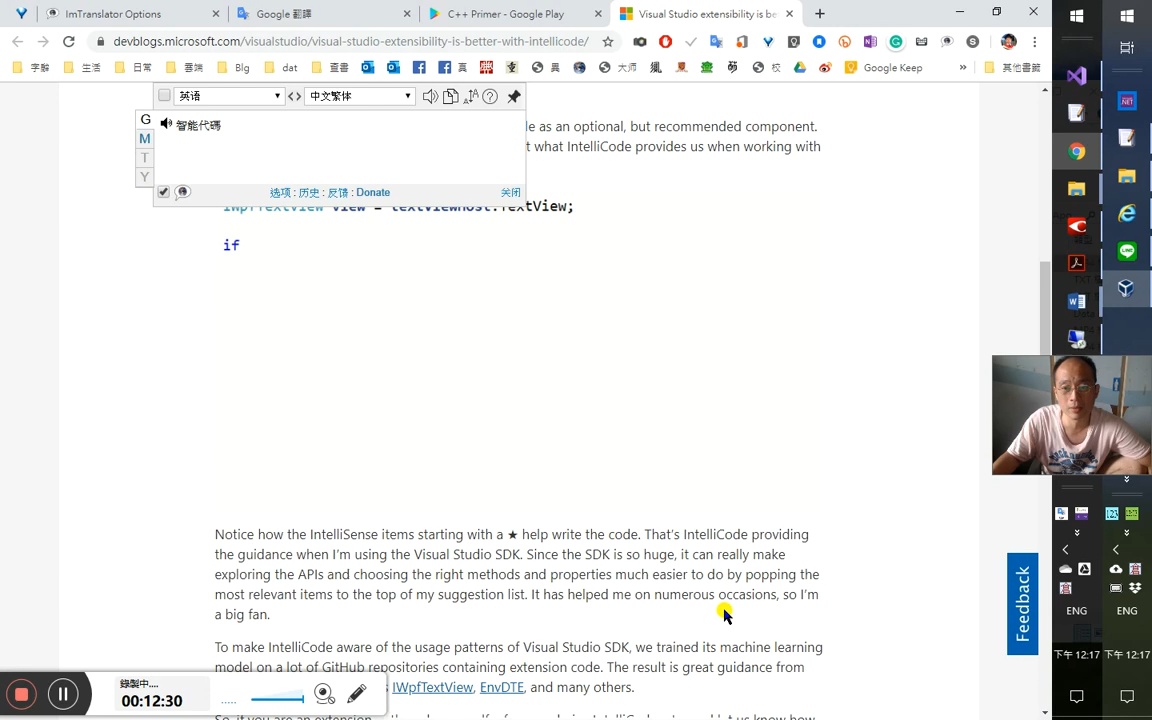 ImTranslator Options
Google 翻譯
C++ Primer - Google Play
Visual Studio extensibility is be
devblogs.microsoft.com/visualstudio/visual-studio-extensibility-is-better-with-intellicode/
字辭
生活
日常
雲端
Blg
dat
查書
真
異
大师
校
Google Keep
其他書籤
英语
中文繁体
G
智能代碼
M
T
Y
选项 : 历史 : 反馈 : Donate
关闭
le as an optional, but recommended component.
t what IntelliCode provides us when working with
IWpfTextView view = textViewHost.TextView;
if
Notice how the IntelliSense items starting with a ★ help write the code. That's IntelliCode providing
the guidance when I'm using the Visual Studio SDK. Since the SDK is so huge, it can really make
exploring the APIs and choosing the right methods and properties much easier to do by popping the
most relevant items to the top of my suggestion list. It has helped me on numerous occasions, so I'm
a big fan.
To make IntelliCode aware of the usage patterns of Visual Studio SDK, we trained its machine learning
model on a lot of GitHub repositories containing extension code. The result is great guidance from
IWpfTextView, EnvDTE, and many others.
Feedback
錄製中....
00:12:30
ENG
ENG
下午 12:17
下午 12:17